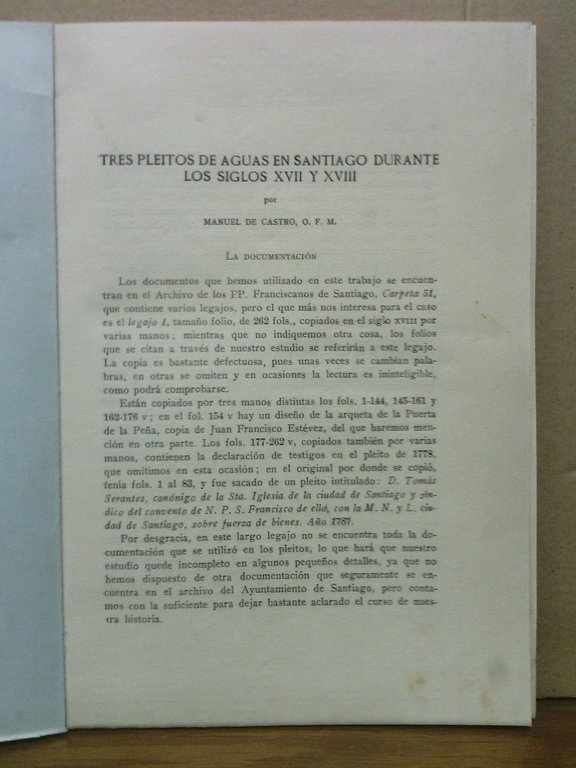 TRES PLEITOS DE AGUAS EN SANTIAGO DURANTE
LOS SIGLOS XVII Y XVIII
por
MANUEL DE CASTRO, O. F. M.
LA DOCUMENTACIÓN
Los documentos que hemos utilizado en este trabajo se encuen-
tran en el Archivo de los PP. Franciscanos de Santiago, Carpeta 51,
que contiene varios legajos, pero el que más nos interesa para el caso
es el legajo 1, tamaño folio, de 262 fols., copiados en el siglo XVIII por
varias manos; mientras que no indiquemos otra cosa, los folios
que se citan a través de nuestro estudio se referirán a este legajo.
La copia es bastante defectuosa, pues unas veces se cambian pala-
bras, en otras se omiten y en ocasiones la lectura es ininteligible,
como podrá comprobarse.
Están copiados por tres manos distintas los fols. 1-144, 145-161 y
162-176 v; en el fol. 154 v hay un diseño de la arqueta de la Puerta
de la Peña, copia de Juan Francisco Estévez, del que haremos men-
ción en otra parte. Los fols. 177-262 v, copiados también por varias
manos, contienen la declaración de testigos en el pleito de 1778,
que omitimos en esta ocasión; en el original por donde se copió,
tenía fols. 1 al 83, y fue sacado de un pleito intitulado: D. Tomás
Serantes, canónigo de la Sta. Iglesia de la ciudad de Santiago y sín-
dico del convento de N. P. S. Francisco de ella, con la M. N. y L. ciu-
dad de Santiago, sobre fuerza de bienes. Año 1787.
Por desgracia, en este largo legajo no se encuentra toda la do-
cumentación que se utilizó en los pleitos, lo que hará que nuestro
estudio quede incompleto en algunos pequeños detalles, ya que no
hemos dispuesto de otra documentación que seguramente se en-
cuentra en el archivo del Ayuntamiento de Santiago, pero conta-
mos con la suficiente para dejar bastante aclarado el curso de nues-
tra historia.